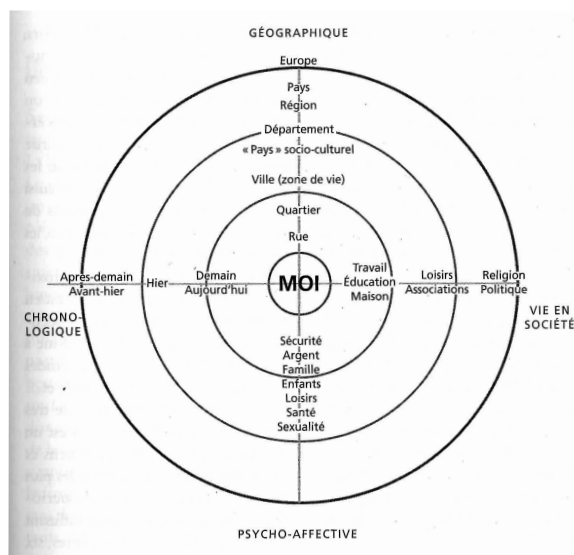 GÉOGRAPHIQUE
Europe
Pays
Région
Département
« Pays » socio-culturel
Ville (zone de vie)
Quartier
Rue
Après-demain
Avant-hier
Hier
Demain
Aujourd'hui
MOI
Travail
Éducation
Maison
Loisirs
Associations
Religion
Politique
CHRONO-
LOGIQUE
VIE EN
SOCIÉTÉ
Sécurité
Argent
Famille
Enfants
Loisirs
Santé
Sexualité
PSYCHO-AFFECTIVE